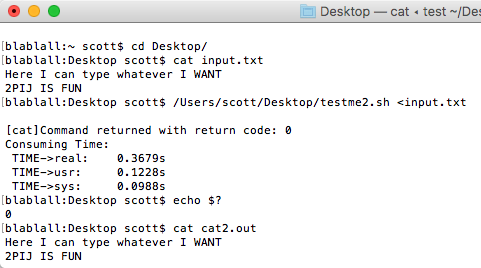 Desktop — cat ◂ test ~/Des
[blablall:~ scott$ cd Desktop/
[blablall:Desktop scott$ cat input.txt
Here I can type whatever I WANT
2PIJ IS FUN
[blablall:Desktop scott$ /Users/scott/Desktop/testme2.sh <input.txt
[cat]Command returned with return code: 0
Consuming Time:
TIME->real: 0.3679s
TIME->usr: 0.1228s
TIME->sys: 0.0988s
[blablall:Desktop scott$ echo $?
0
[blablall:Desktop scott$ cat cat2.out
Here I can type whatever I WANT
2PIJ IS FUN